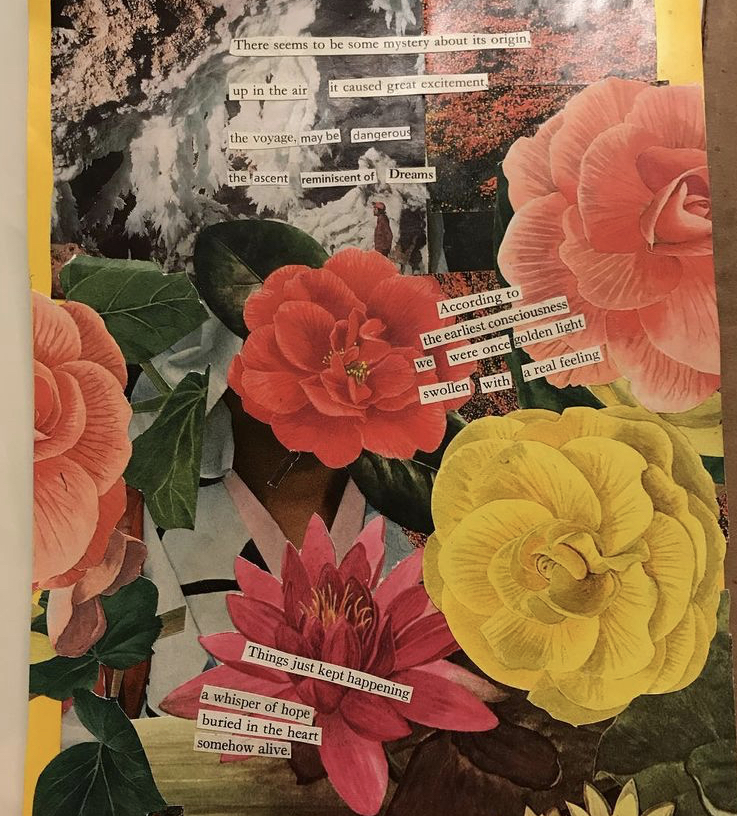 There seems to be some mystery about its origin,
up in the air it caused great excitement,
the voyage, may be dangerous
the ascent reminiscent of Dreams
According to
the earliest consciousness
we were once golden light
swollen with a real feeling
Things just kept happening
a whisper of hope
buried in the heart
somehow alive.